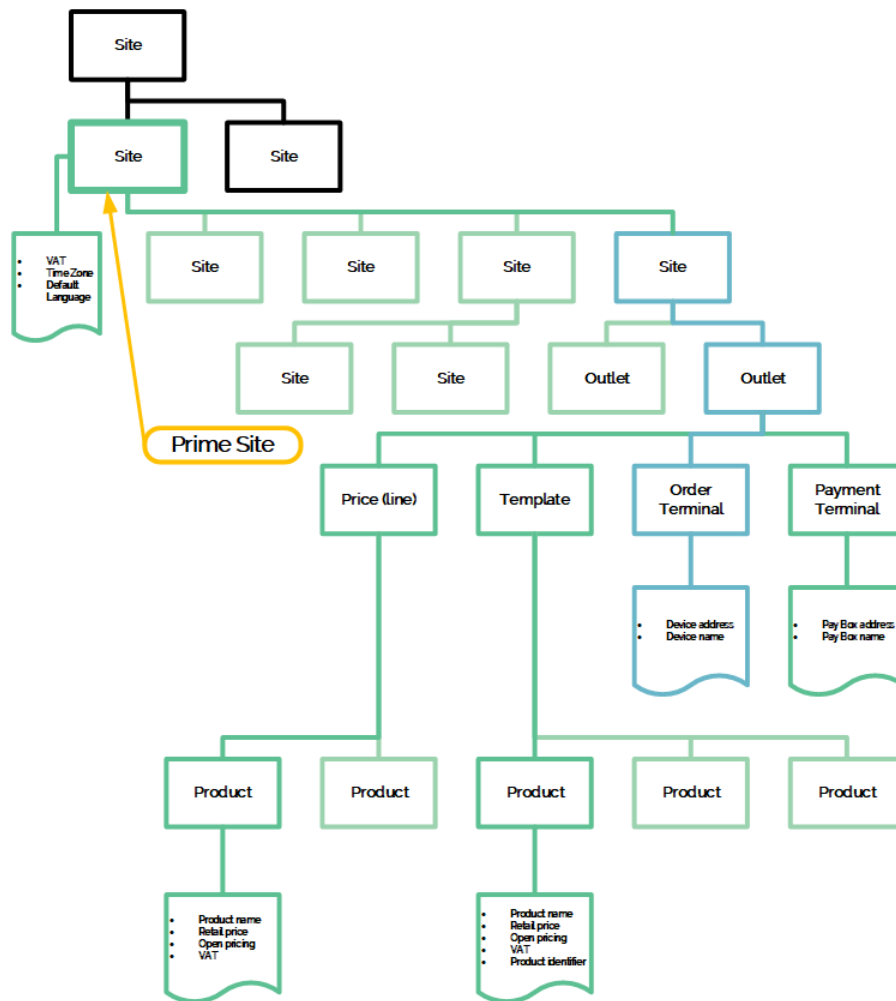 Site
Site
Site
VAT
Time Zone
Default
Language
Site
Site
Site
Site
Site
Site
Outlet
Outlet
Prime Site
Price (line)
Template
Order
Terminal
Payment
Terminal
Device address
Device name
Pay Box address
Pay Box name
Product
Product
Product
Product
Product
Product name
Retail price
Open pricing
VAT
Product name
Retail price
Open pricing
VAT
Product identifier